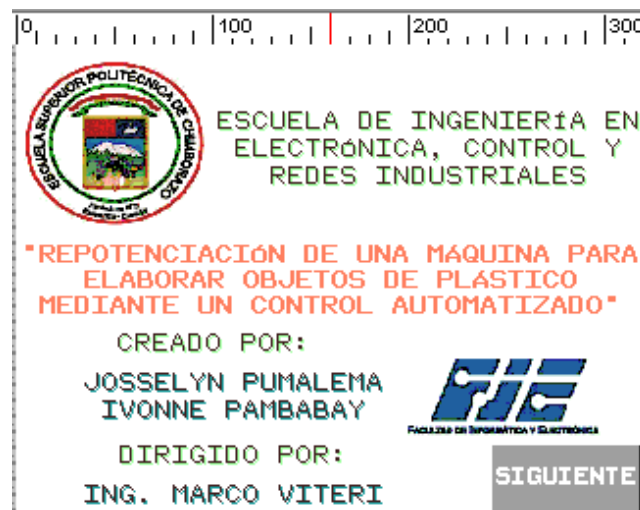 0 100 200 300
ESCUELA SUPERIOR POLITÉCNICA DE CHIMBORAZO
ESCUELA DE INGENIERíA EN
ELECTRóNICA, CONTROL Y
REDES INDUSTRIALES
"REPOTENCIACIóN DE UNA MáQUINA PARA
ELABORAR OBJETOS DE PLáSTICO
MEDIANTE UN CONTROL AUTOMATIZADO"
CREADO POR:
JOSSELYN PUMALEMA
IVONNE PAMBABAY
FIE
FACULTAD DE INFORMÁTICA Y ELECTRÓNICA
DIRIGIDO POR:
ING. MARCO VITERI
SIGUIENTE